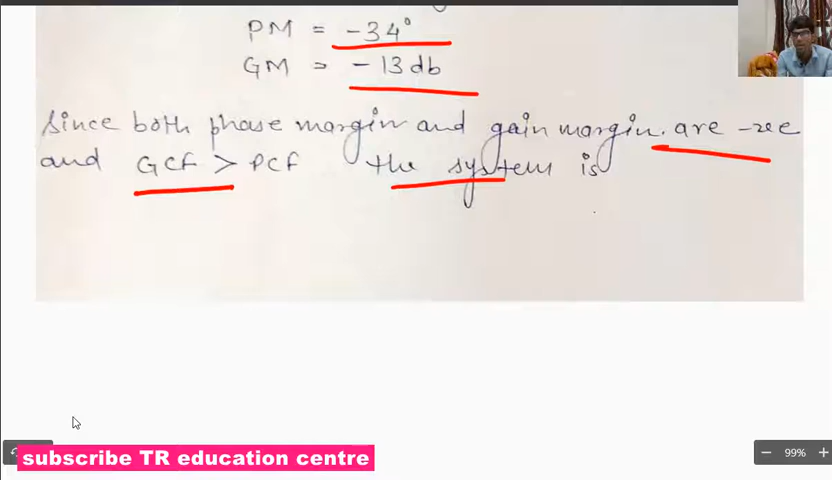 PM = -34°
GM = -13 db
Since both phase margin and gain margin. are -ve
and GCF > PCF the system is
subscribe TR education centre
99%